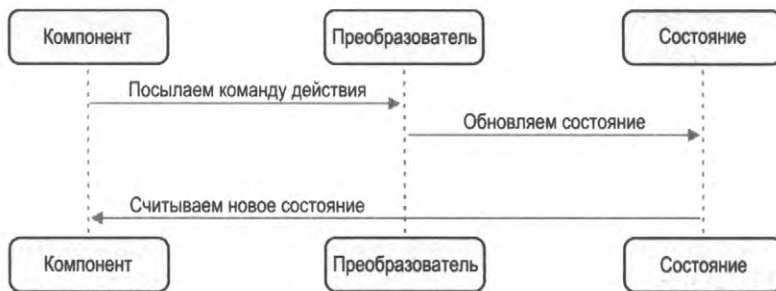 Компонент
Преобразователь
Состояние
Посылаем команду действия
Обновляем состояние
Считываем новое состояние
Компонент
Преобразователь
Состояние